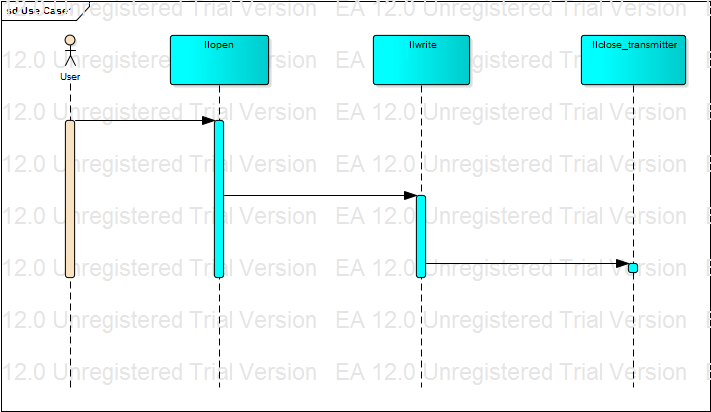 sd Use Case
12.0 Unregistered Trial Version EA 12.0 Unregistered Trial Version
llopen
llwrite
llclose_transmitter
12.0 Unregistered Trial Version EA 12.0 Unregistered Trial Version
User
12.0 Unregistered Trial Version EA 12.0 Unregistered Trial Version
12.0 Unregistered Trial Version EA 12.0 Unregistered Trial Version
12.0 Unregistered Trial Version EA 12.0 Unregistered Trial Version
12.0 Unregistered Trial Version EA 12.0 Unregistered Trial Version
12.0 Unregistered Trial Version EA 12.0 Unregistered Trial Version
12.0 Unregistered Trial Version EA 12.0 Unregistered Trial Version